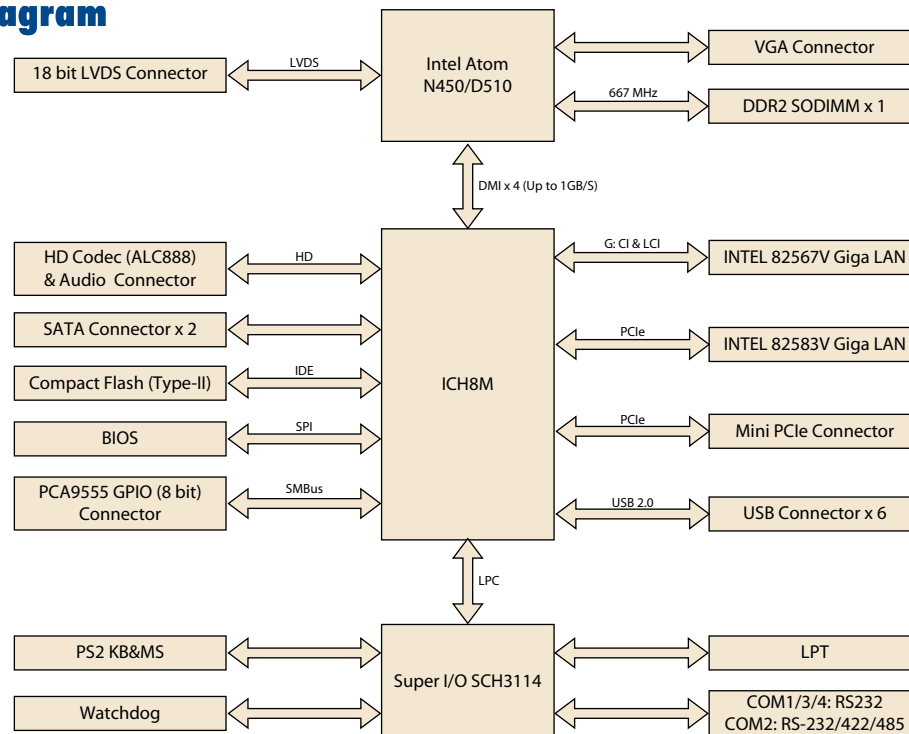 agram
18 bit LVDS Connector
LVDS
Intel Atom
N450/D510
VGA Connector
667 MHz
DDR2 SODIMM x 1
DMI x 4 (Up to 1GB/S)
HD Codec (ALC888)
& Audio Connector
HD
G: CI & LCI
INTEL 82567V Giga LAN
SATA Connector x 2
PCIe
INTEL 82583V Giga LAN
Compact Flash (Type-II)
IDE
ICH8M
BIOS
SPI
PCIe
Mini PCIe Connector
PCA9555 GPIO (8 bit)
Connector
SMBus
USB 2.0
USB Connector x 6
LPC
PS2 KB&MS
Super I/O SCH3114
LPT
Watchdog
COM1/3/4: RS232
COM2: RS-232/422/485